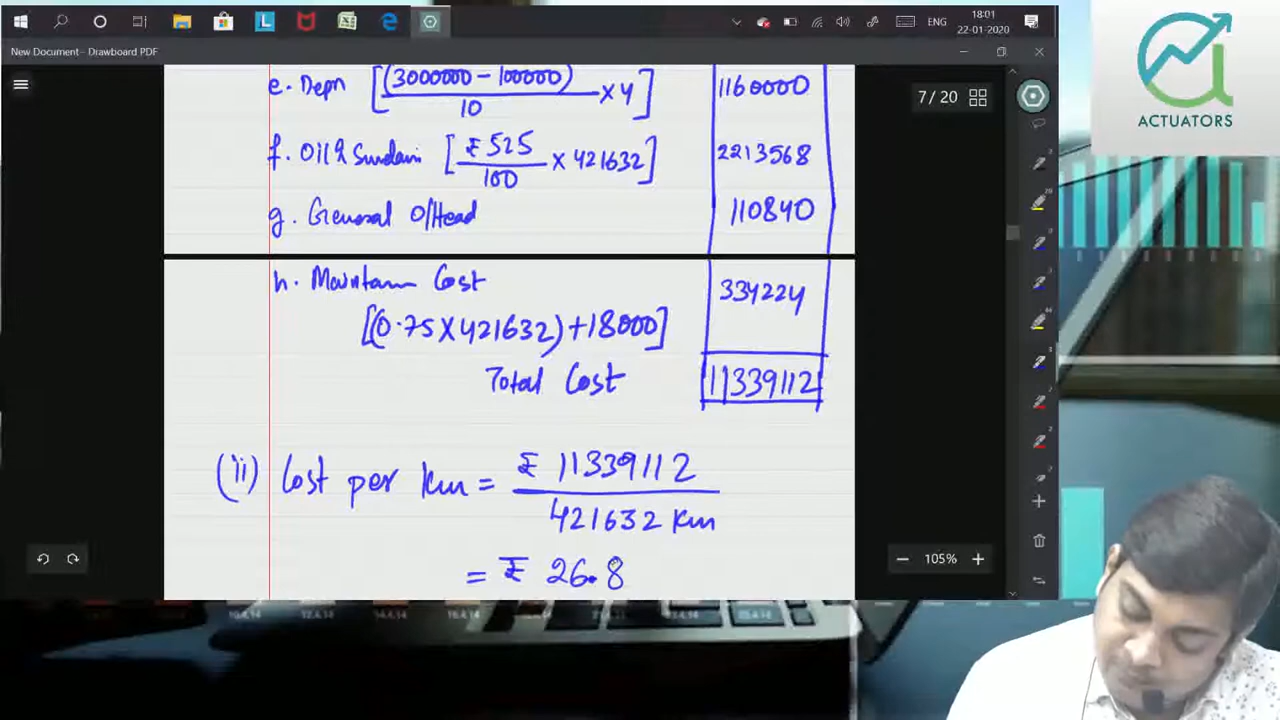 18:01
ENG
22-01-2020
New Document - Drawboard PDF
ACTUATORS
7 / 20
e. Depn [(3000000 - 100000) / 10 × 4] 1160000
f. Oil & Sundari [₹ 525 / 100 × 421632] 2213568
g. General O/Head 110840
h. Maintann Cost 334224
[(0.75 × 421632) + 18000]
Total Cost 11339112
(ii) Cost per km = ₹ 11339112 / 421632 km
= ₹ 26.8
105%